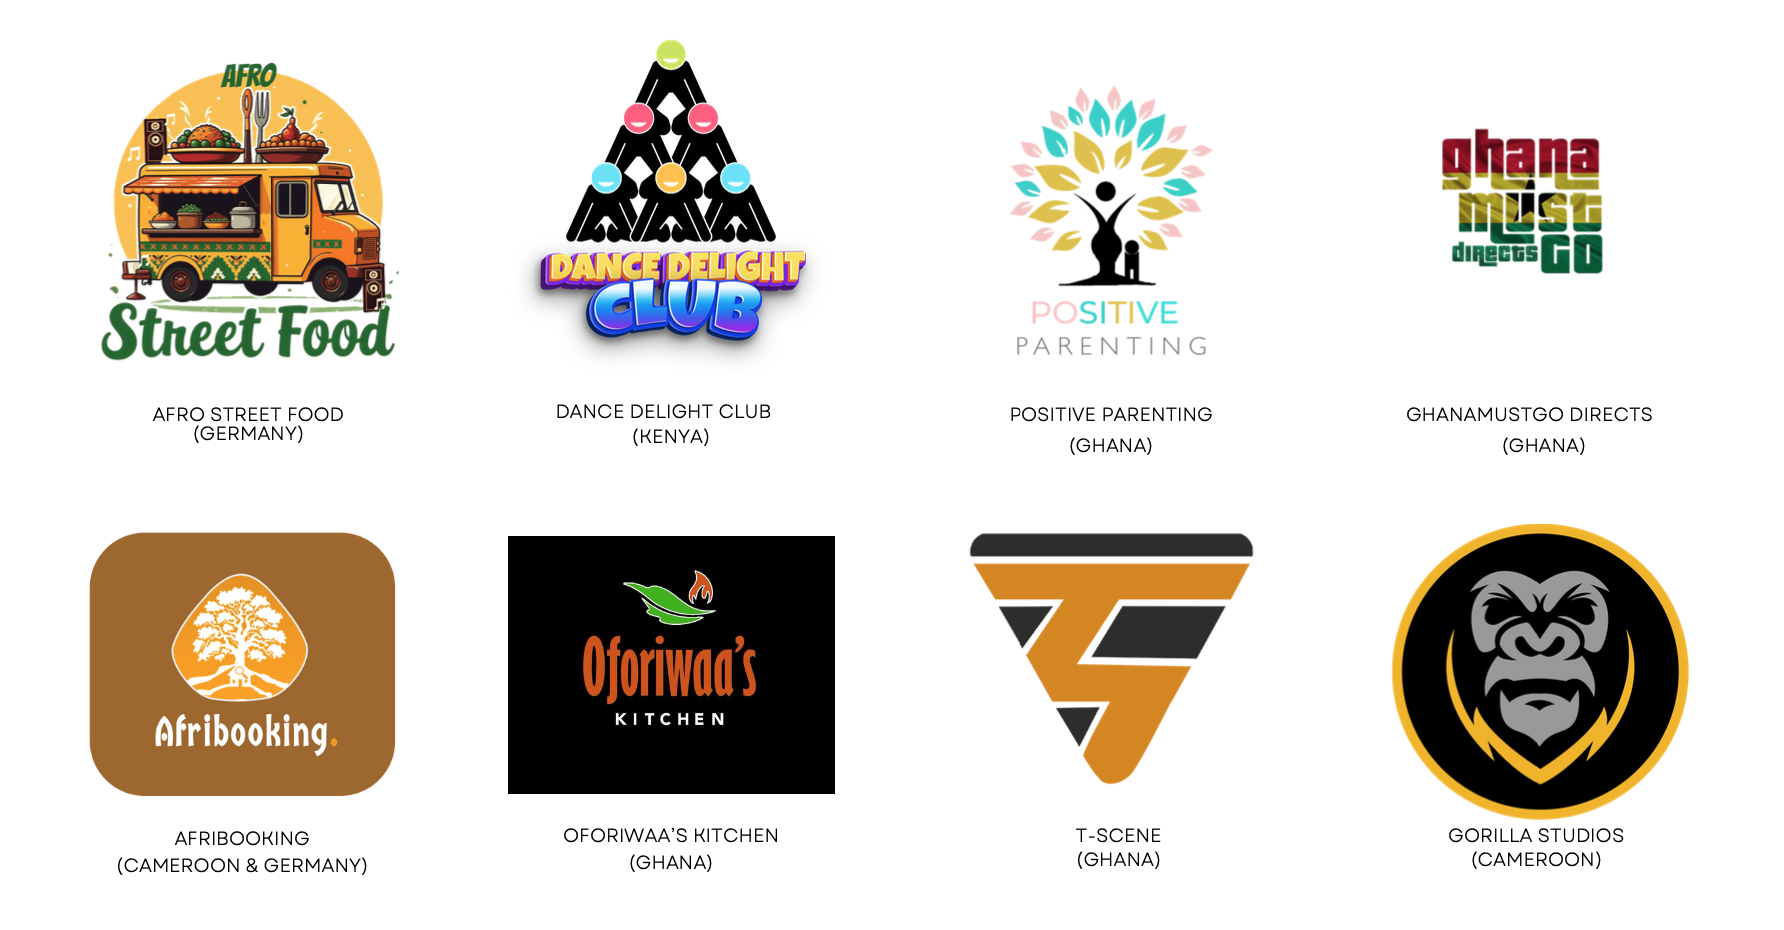 AFRO
Street Food
AFRO STREET FOOD
(GERMANY)
DANCE DELIGHT
CLUB
DANCE DELIGHT CLUB
(KENYA)
POSITIVE
PARENTING
POSITIVE PARENTING
(GHANA)
ghana
must
directs GO
GHANAMUSTGO DIRECTS
(GHANA)
Afribooking.
AFRIBOOKING
(CAMEROON & GERMANY)
Oforiwaa's
KITCHEN
OFORIWAA'S KITCHEN
(GHANA)
T-SCENE
(GHANA)
GORILLA STUDIOS
(CAMEROON)